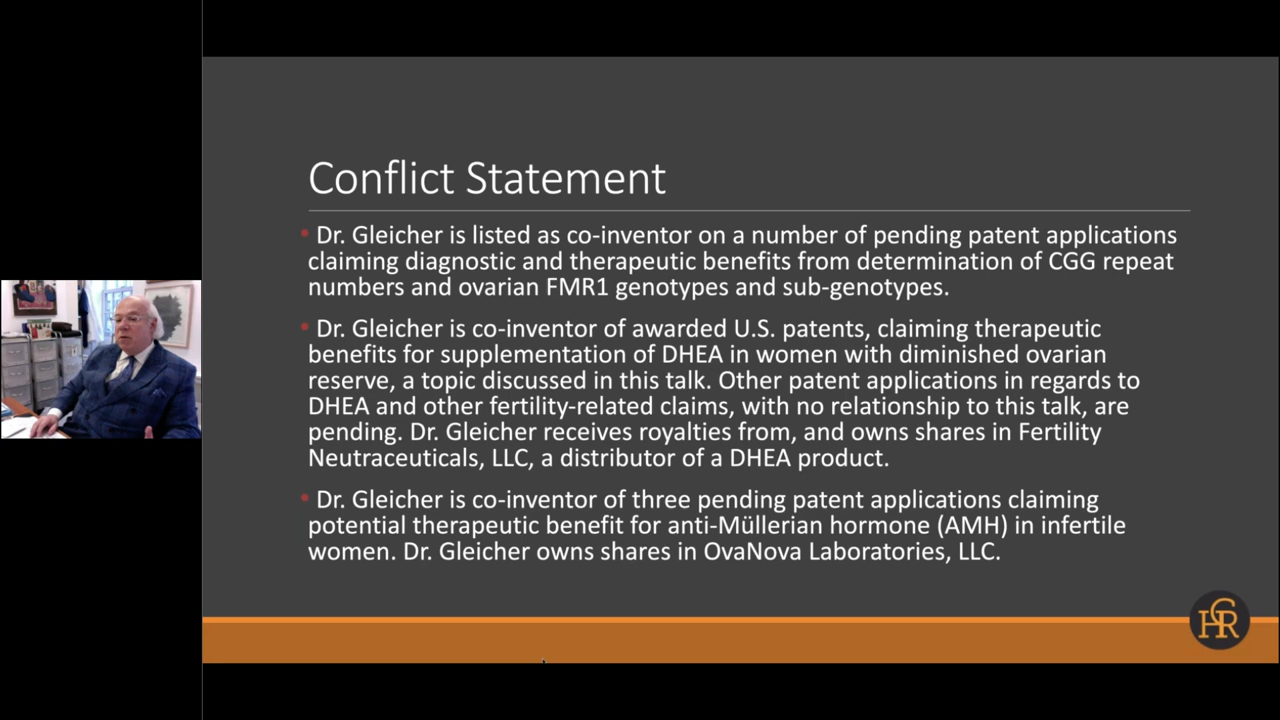 Conflict Statement
• Dr. Gleicher is listed as co-inventor on a number of pending patent applications
claiming diagnostic and therapeutic benefits from determination of CGG repeat
numbers and ovarian FMR1 genotypes and sub-genotypes.
• Dr. Gleicher is co-inventor of awarded U.S. patents, claiming therapeutic
benefits for supplementation of DHEA in women with diminished ovarian
reserve, a topic discussed in this talk. Other patent applications in regards to
DHEA and other fertility-related claims, with no relationship to this talk, are
pending. Dr. Gleicher receives royalties from, and owns shares in Fertility
Neutraceuticals, LLC, a distributor of a DHEA product.
• Dr. Gleicher is co-inventor of three pending patent applications claiming
potential therapeutic benefit for anti-Müllerian hormone (AMH) in infertile
women. Dr. Gleicher owns shares in OvaNova Laboratories, LLC.
CHR